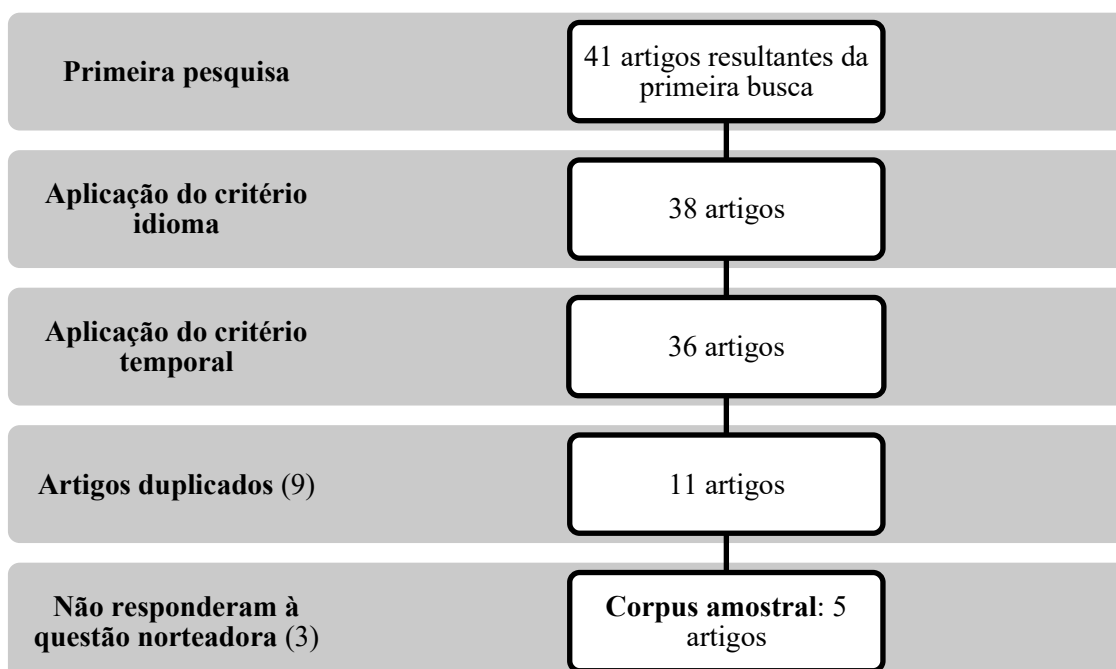 Primeira pesquisa
41 artigos resultantes da
primeira busca
Aplicação do critério
idioma
38 artigos
Aplicação do critério
temporal
36 artigos
Artigos duplicados (9)
11 artigos
Não responderam à
questão norteadora (3)
Corpus amostral: 5
artigos